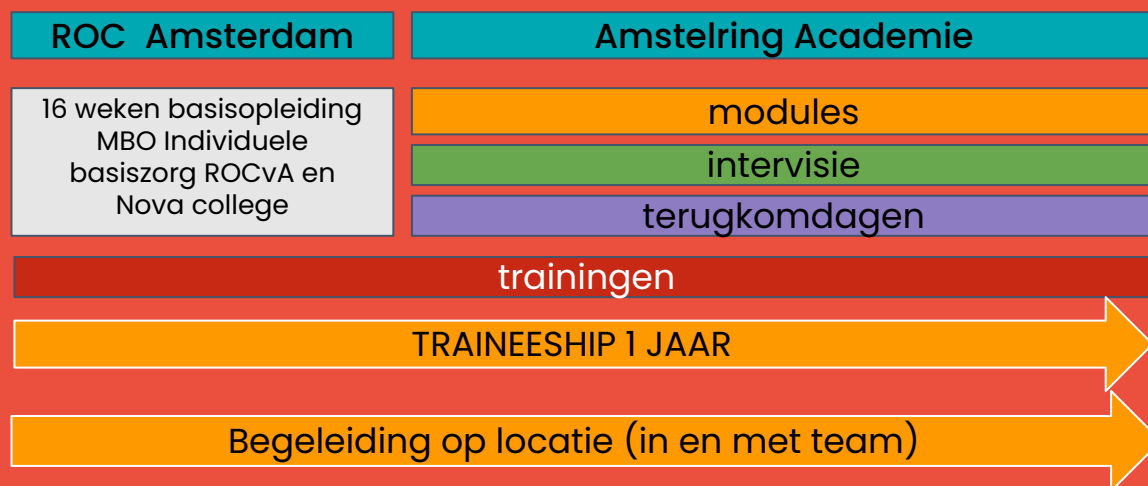 ROC Amsterdam
Amstelring Academie
16 weken basisopleiding
MBO Individuele
basiszorg ROCvA en
Nova college
modules
intervisie
terugkomdagen
trainingen
TRAINEESHIP 1 JAAR
Begeleiding op locatie (in en met team)